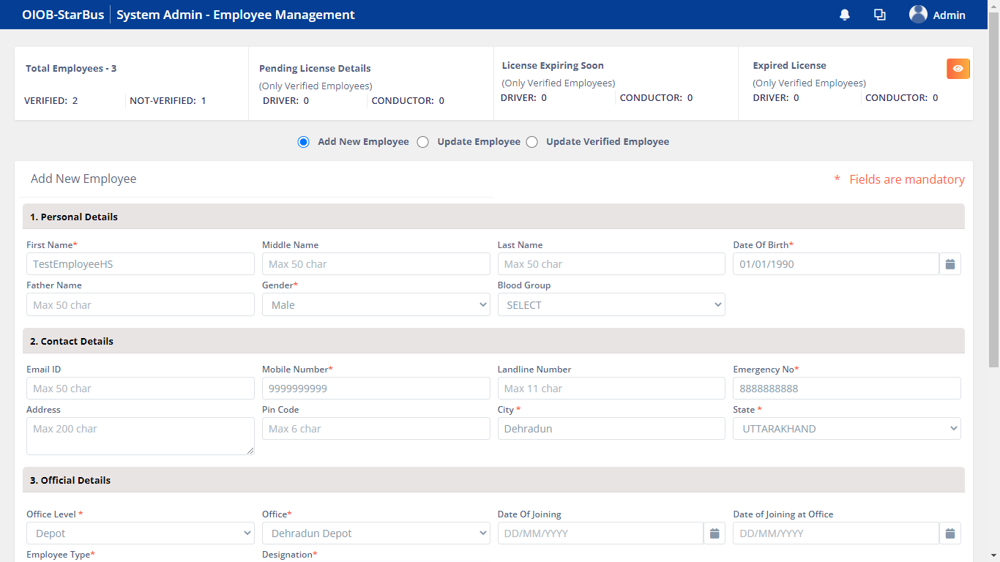 OIOB-StarBus System Admin - Employee Management Admin
Total Employees - 3
VERIFIED: 2 NOT-VERIFIED: 1
Pending License Details
(Only Verified Employees)
DRIVER: 0 CONDUCTOR: 0
License Expiring Soon
(Only Verified Employees)
DRIVER: 0 CONDUCTOR: 0
Expired License
(Only Verified Employees)
DRIVER: 0 CONDUCTOR: 0
Add New Employee Update Employee Update Verified Employee
Add New Employee * Fields are mandatory
1. Personal Details
First Name* Middle Name Last Name Date Of Birth*
TestEmployeeHS Max 50 char Max 50 char 01/01/1990
Father Name Gender* Blood Group
Max 50 char Male SELECT
2. Contact Details
Email ID Mobile Number* Landline Number Emergency No*
Max 50 char 9999999999 Max 11 char 8888888888
Address Pin Code City * State *
Max 200 char Max 6 char Dehradun UTTARAKHAND
3. Official Details
Office Level * Office* Date Of Joining Date of Joining at Office
Depot Dehradun Depot DD/MM/YYYY DD/MM/YYYY
Employee Type* Designation*